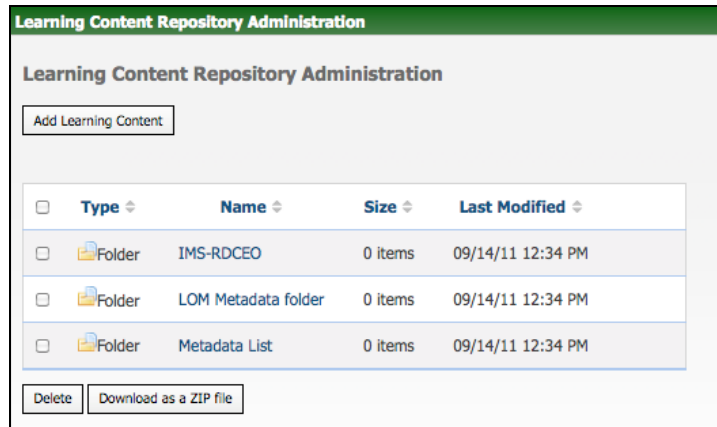 Learning Content Repository Administration
Learning Content Repository Administration
Add Learning Content
Type Name Size Last Modified
Folder IMS-RDCEO 0 items 09/14/11 12:34 PM
Folder LOM Metadata folder 0 items 09/14/11 12:34 PM
Folder Metadata List 0 items 09/14/11 12:34 PM
Delete Download as a ZIP file